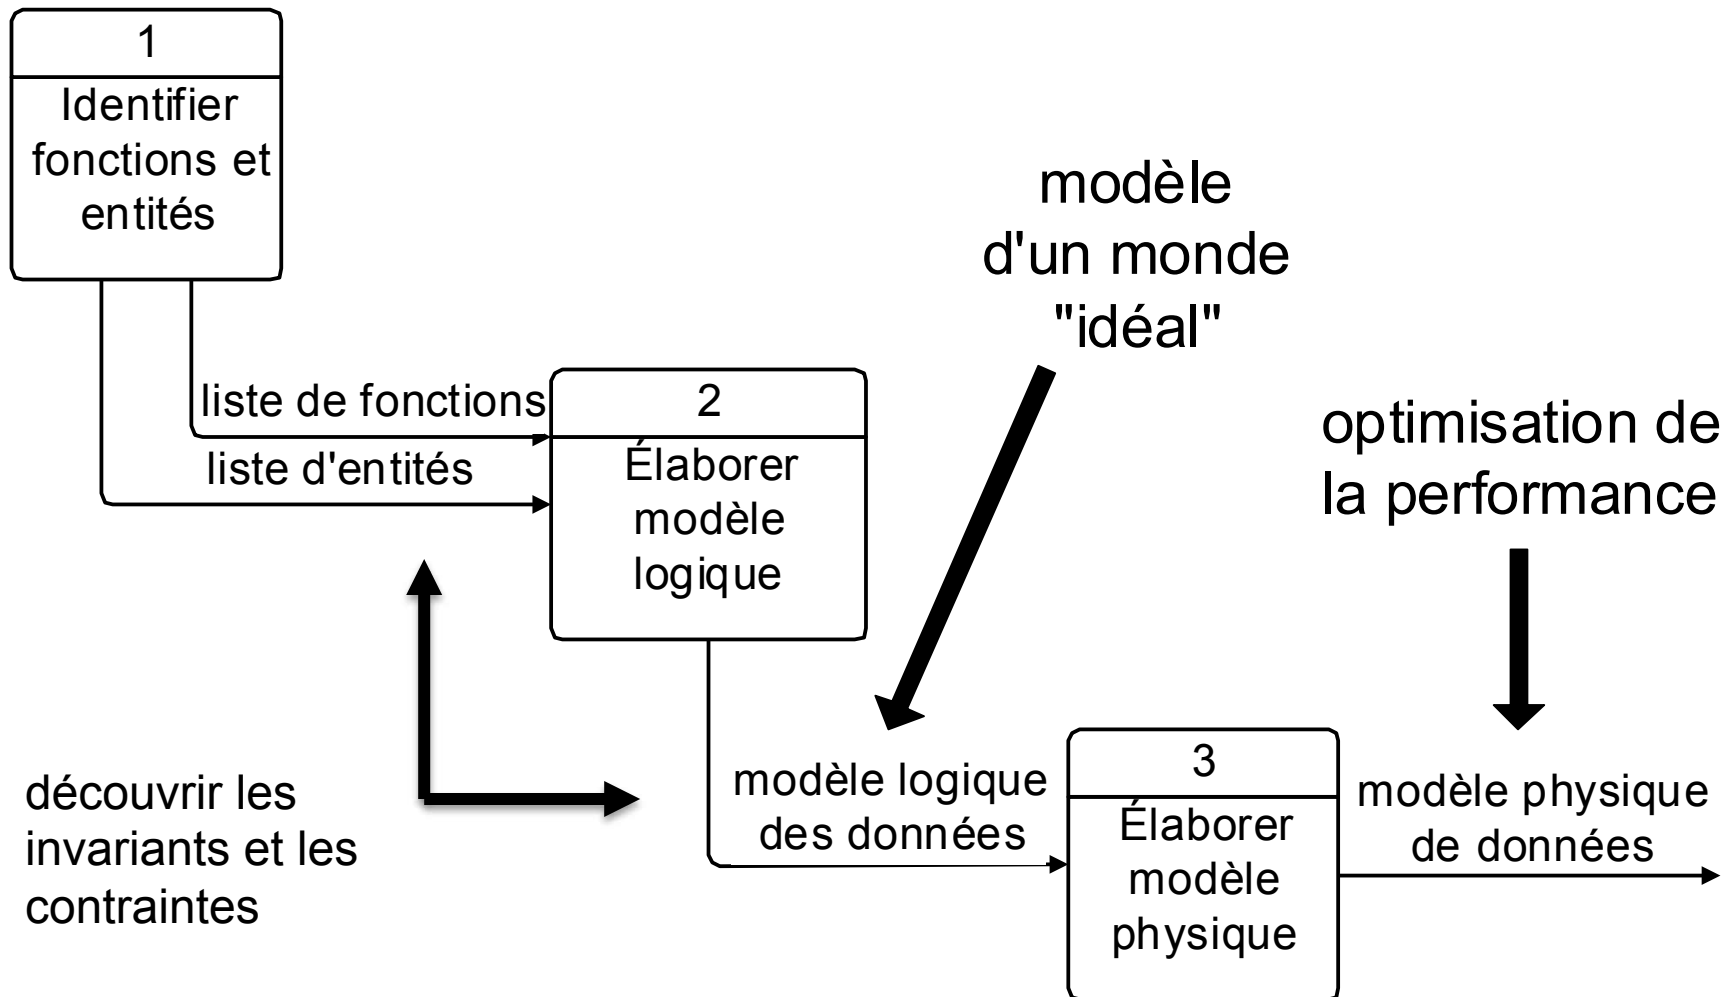 1
Identifier
fonctions et
entités
modèle
d'un monde
"idéal"
liste de fonctions
liste d'entités
2
Élaborer
modèle
logique
optimisation de
la performance
découvrir les
invariants et les
contraintes
modèle logique
des données
3
Élaborer
modèle
physique
modèle physique
de données